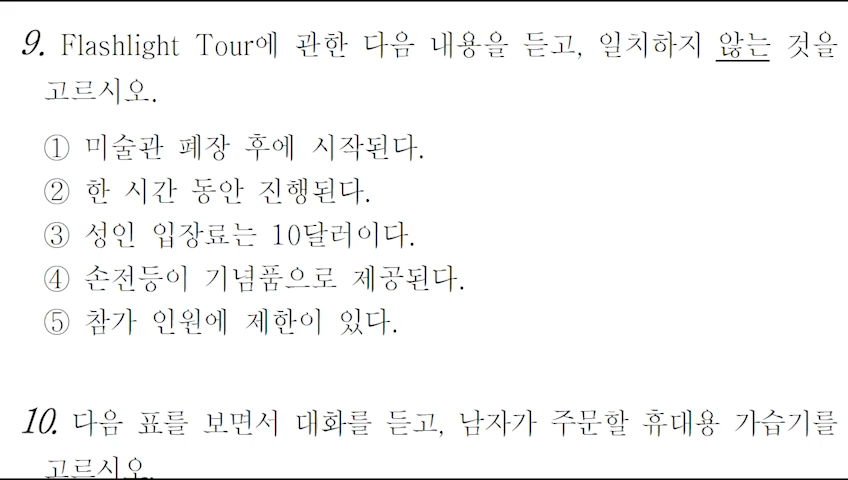 9. Flashlight Tour에 관한 다음 내용을 듣고, 일치하지 않는 것을
고르시오.
① 미술관 폐장 후에 시작된다.
② 한 시간 동안 진행된다.
③ 성인 입장료는 10달러이다.
④ 손전등이 기념품으로 제공된다.
⑤ 참가 인원에 제한이 있다.
10. 다음 표를 보면서 대화를 듣고, 남자가 주문할 휴대용 가습기를
고르시오.